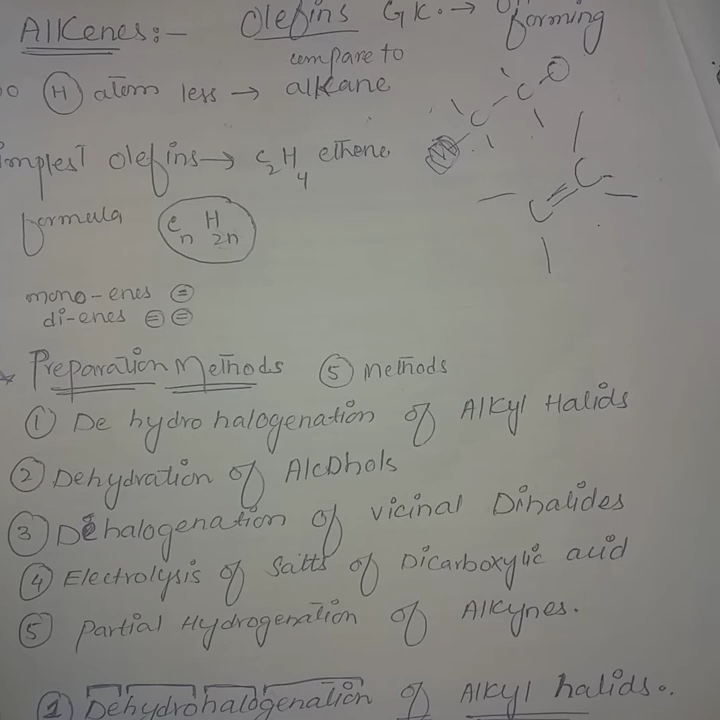 Alkenes:- Olefins GK. → Oil forming
compare to
(H) atom less → alkane
simplest olefins → C2H4 ethene
formula CnH2n
mono-enes =
di-enes = =
Preparation Methods (5) Methods
(1) De hydro halogenation of Alkyl Halids
(2) Dehydration of Alcohols
(3) Dehalogenation of vicinal Dihalides
(4) Electrolysis of Saltts of Dicarboxylic acid
(5) Partial Hydrogenation of Alkynes.
(1) Dehydrohalogenation of Alkyl halids..